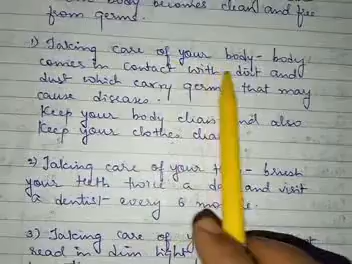 body becomes clean and free
from germs.
1) Taking care of your body- body
comes in contact with dirt and
dust which carry germ that may
cause diseases.
Keep your body clean and also
Keep your clothes clean
2) Taking care of your - brush
your teeth twice a day and visit
a dentist every 6
3) Taking care of
read in dim light